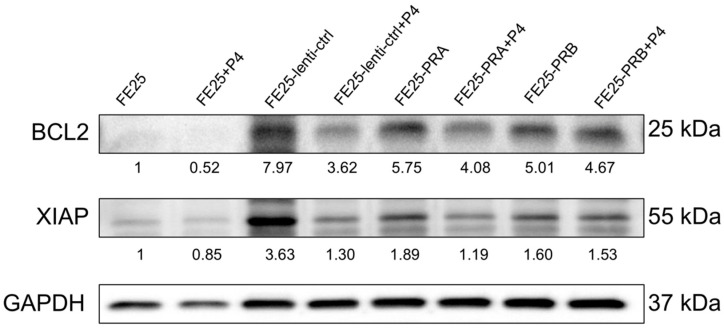 FE25
FE25+P4
FE25-lenti-ctrl
FE25-lenti-ctrl+P4
FE25-PRA
FE25-PRA+P4
FE25-PRB
FE25-PRB+P4
BCL2 25 kDa
1 0.52 7.97 3.62 5.75 4.08 5.01 4.67
XIAP 55 kDa
1 0.85 3.63 1.30 1.89 1.19 1.60 1.53
GAPDH 37 kDa